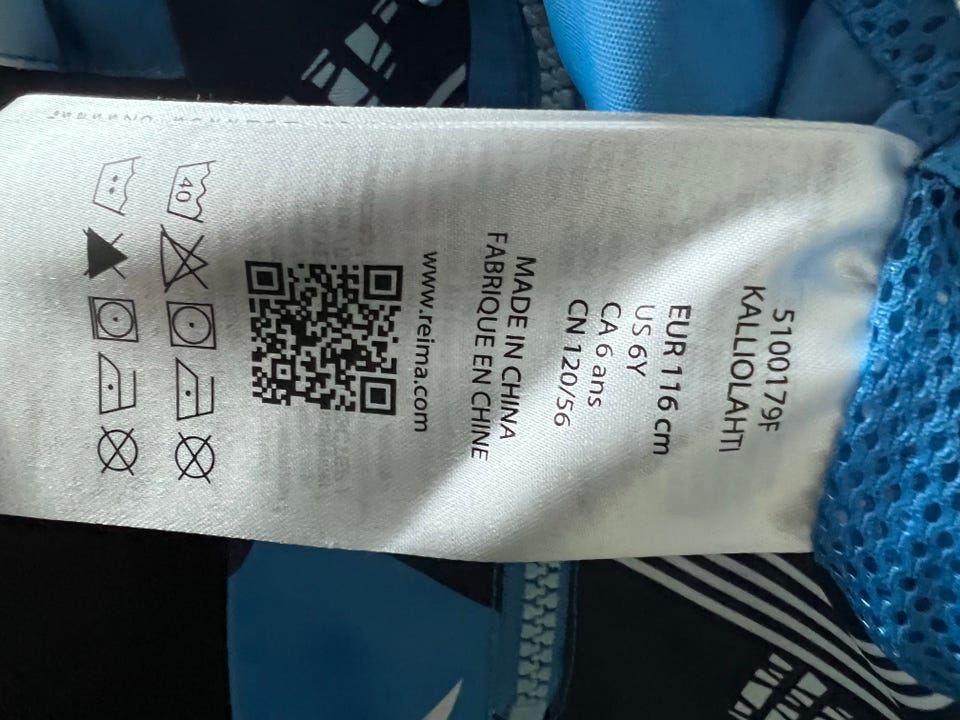 5100179F
KALLIOLAHTI
EUR 116 cm
US 6Y
CA 6 ans
CN 120/56
MADE IN CHINA
FABRIQUE EN CHINE
www.reima.com
40